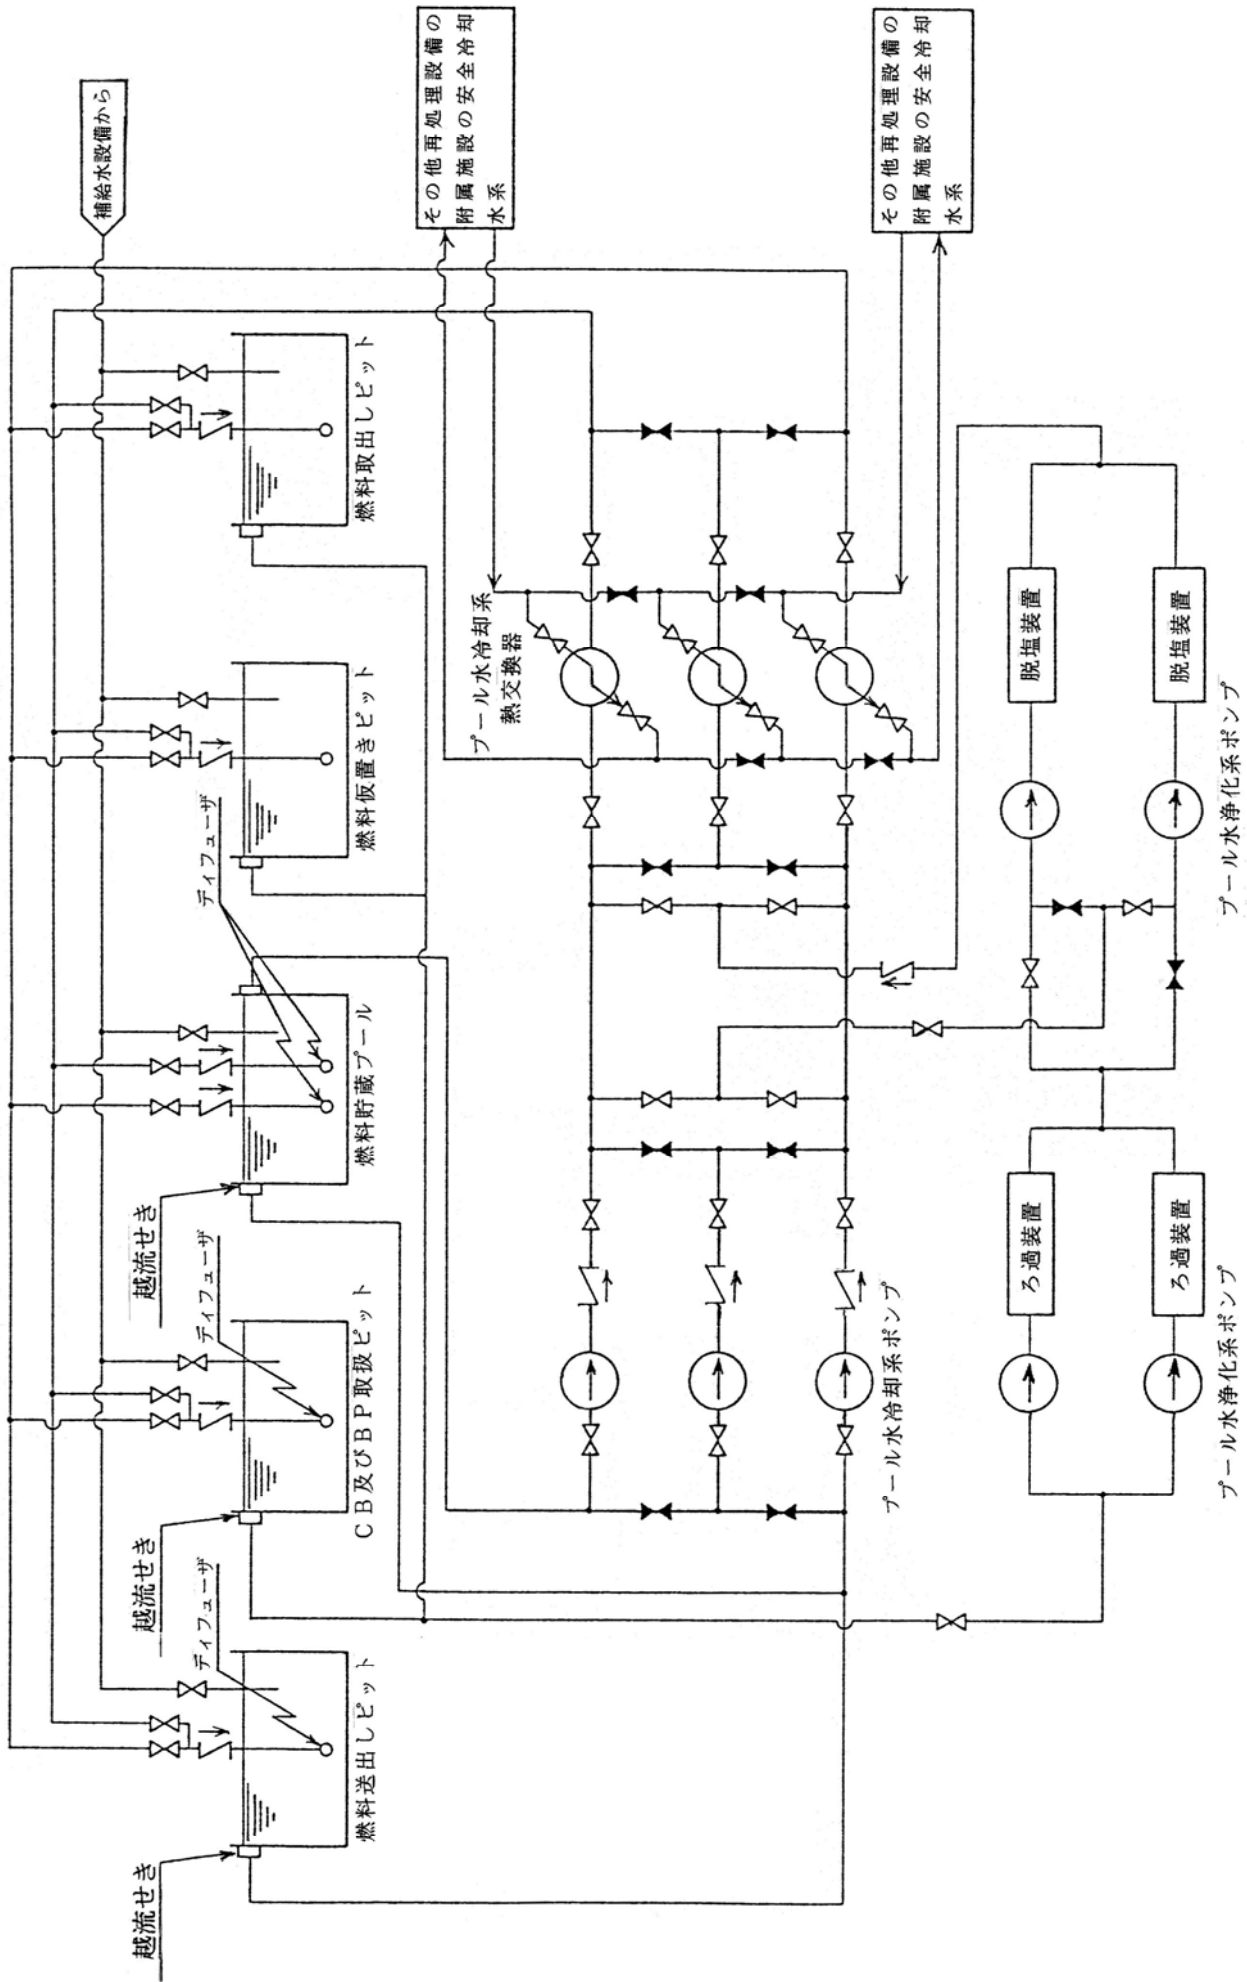 補給水設備から
越流せき
ディフューザ
燃料送出しピット
越流せき
ディフューザ
CB及びBP取扱ピット
越流せき
ディフューザ
燃料貯蔵プール
燃料仮置きピット
燃料取出しピット
その他再処理設備の
附属施設の安全冷却
水系
プール水冷却系
熱交換器
その他再処理設備の
附属施設の安全冷却
水系
プール水冷却系ポンプ
ろ過装置
脱塩装置
ろ過装置
脱塩装置
プール水浄化系ポンプ
プール水浄化系ポンプ